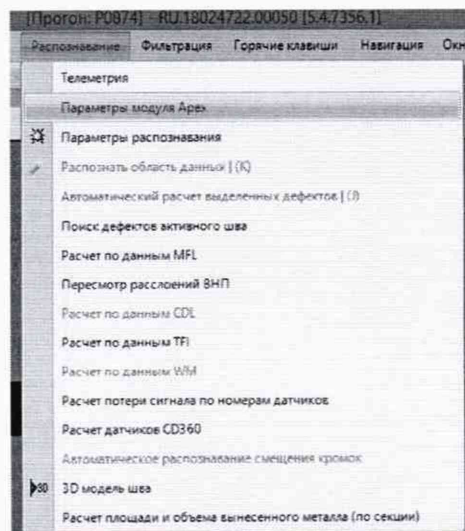 [Прогон: P0874] - RU.18024722.00050 [5.4.7356.1]
Распознавание Фильтрация Горячие клавиши Навигация Окн
Телеметрия
Параметры модуля Apex
Параметры распознавания
Распознать область данных | (К)
Автоматический расчет выделенных дефектов | (J)
Поиск дефектов активного шва
Расчет по данным MFL
Пересмотр расслоений ВНП
Расчет по данным CDL
Расчет по данным TFI
Расчет по данным WM
Расчет потери сигнала по номерам датчиков
Расчет датчиков CD360
Автоматическое распознавание смещения кромок
3D 3D модель шва
Расчет площади и объема вынесенного металла (по секции)